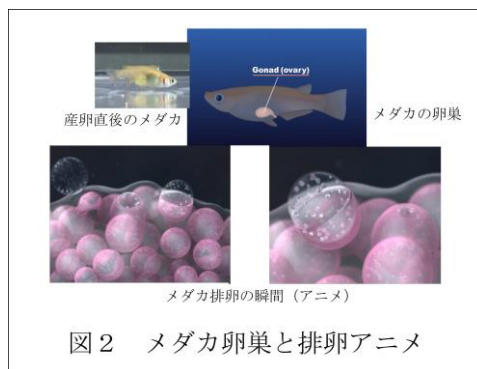 Gonad (ovary)
産卵直後のメダカ
メダカの卵巣
メダカ排卵の瞬間（アニメ）
図２　メダカ卵巣と排卵アニメ